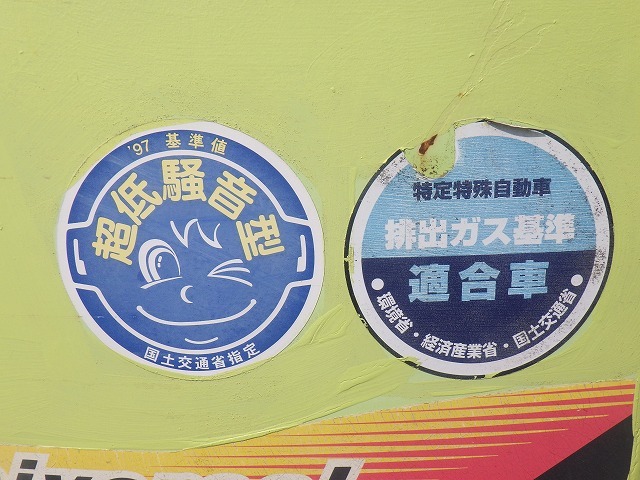 '97 基準値
超低騒音型
国土交通省指定
特定特殊自動車
排出ガス基準
適合車
・環境省・経済産業省・国土交通省・